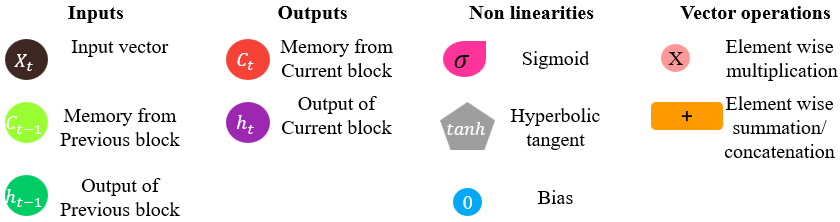 Inputs
Outputs
Non linearities
Vector operations
X_t
Input vector
C_t
Memory from
Current block
σ
Sigmoid
X
Element wise
multiplication
C_{t-1}
Memory from
Previous block
h_t
Output of
Current block
tanh
Hyperbolic
tangent
+
Element wise
summation/
concatenation
h_{t-1}
Output of
Previous block
0
Bias